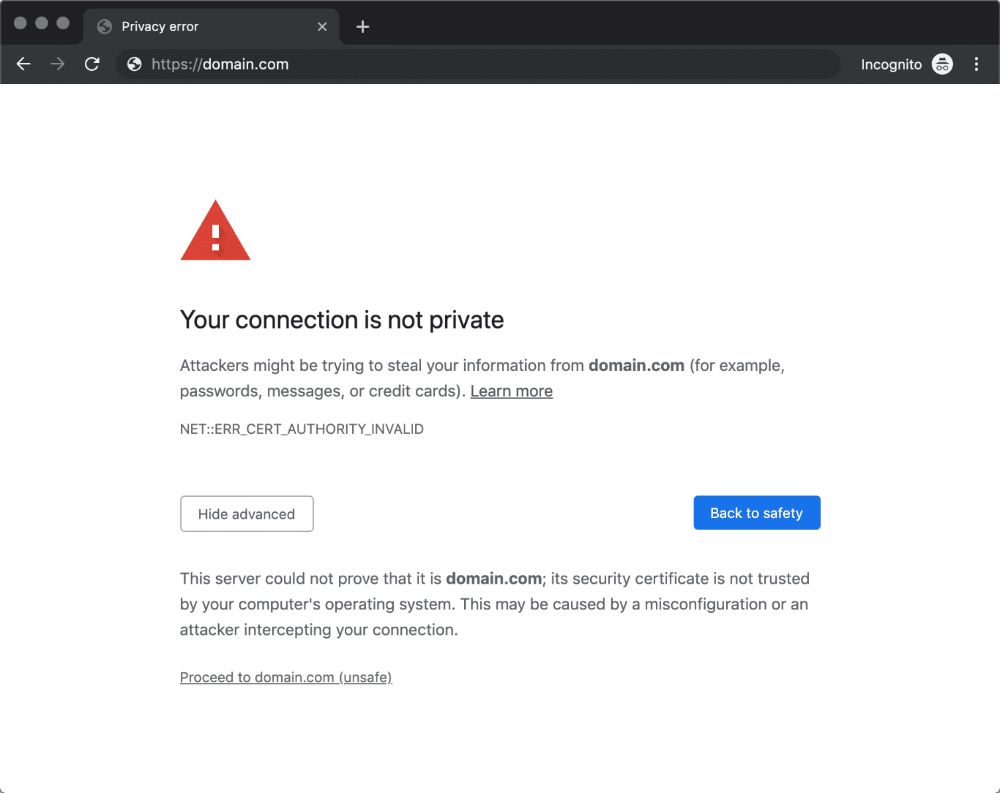 Privacy error
https://domain.com
Incognito
Your connection is not private
Attackers might be trying to steal your information from domain.com (for example,
passwords, messages, or credit cards). Learn more
NET::ERR_CERT_AUTHORITY_INVALID
Hide advanced
Back to safety
This server could not prove that it is domain.com; its security certificate is not trusted
by your computer's operating system. This may be caused by a misconfiguration or an
attacker intercepting your connection.
Proceed to domain.com (unsafe)